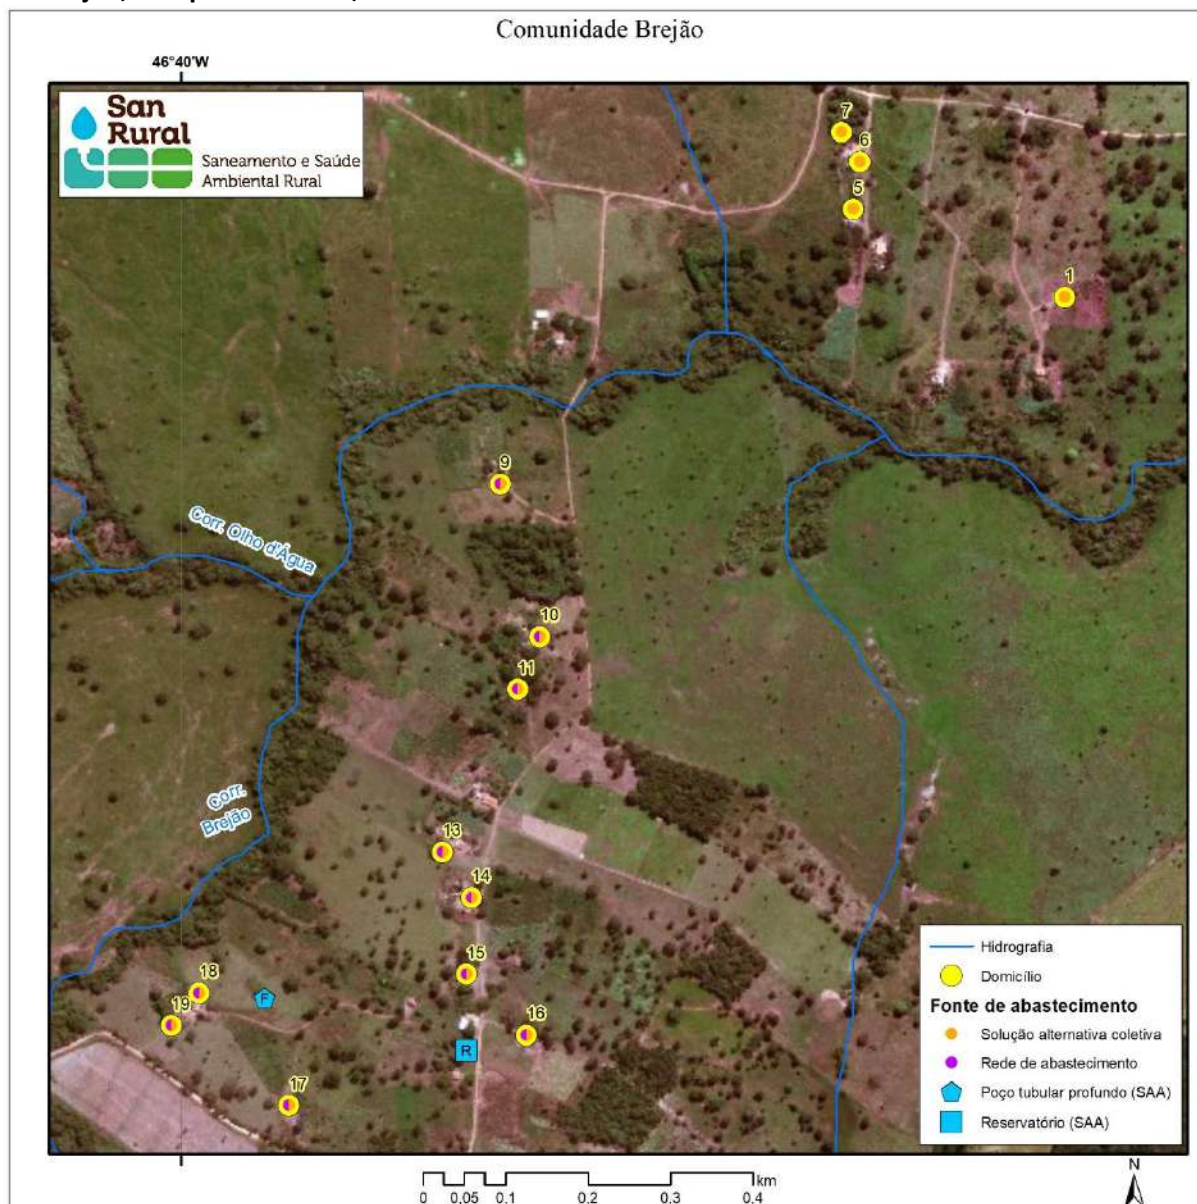 Comunidade Brejão
46°40'W
San
Rural
Saneamento e Saúde
Ambiental Rural
7
6
5
1
9
Corr. Olho d'Água
10
11
Corr.
Brejão
13
14
15
18
F
19
16
R
17
Hidrografia
Domicílio
Fonte de abastecimento
Solução alternativa coletiva
Rede de abastecimento
Poço tubular profundo (SAA)
Reservatório (SAA)
N
km
0 0,05 0,1 0,2 0,3 0,4